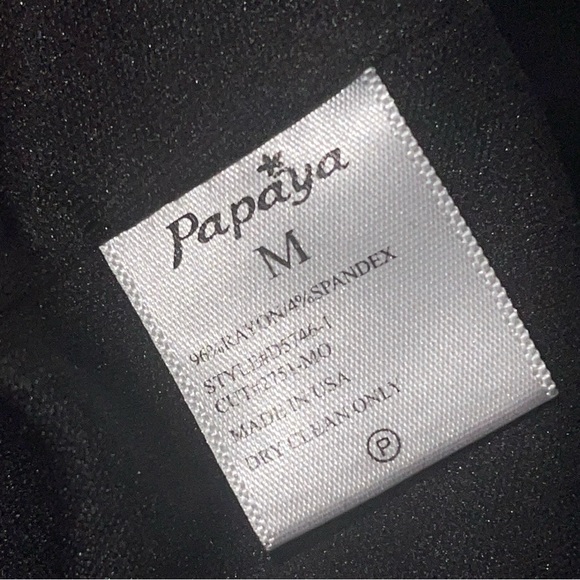 Papaya
M
96%RAYON/4%SPANDEX
STYLE#D5746-1
CUT#2751-MO
MADE IN USA
DRY CLEAN ONLY
P